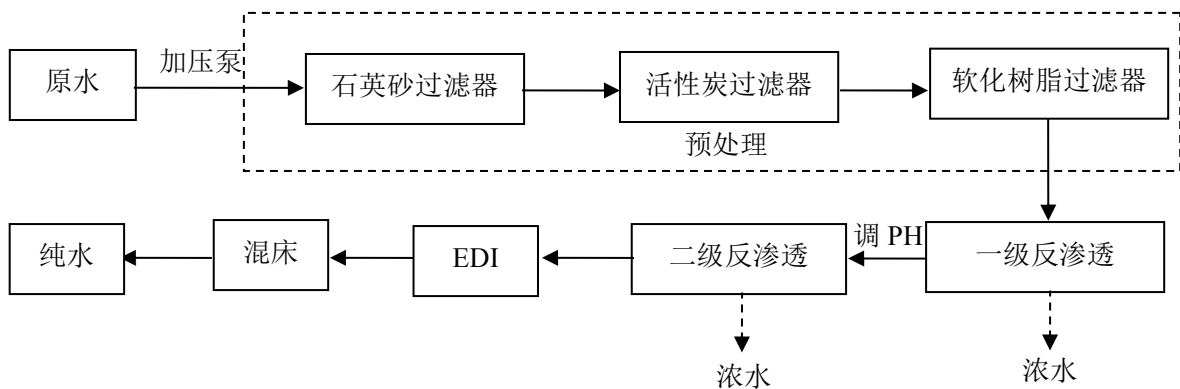 加压泵
原水
石英砂过滤器
活性炭过滤器
软化树脂过滤器
预处理
调 PH
纯水
混床
EDI
二级反渗透
一级反渗透
浓水
浓水